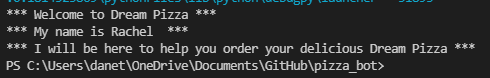 *** Welcome to Dream Pizza ***
*** My name is Rachel  ***
*** I will be here to help you order your delicious Dream Pizza ***
PS C:\Users\danet\OneDrive\Documents\GitHub\pizza_bot>